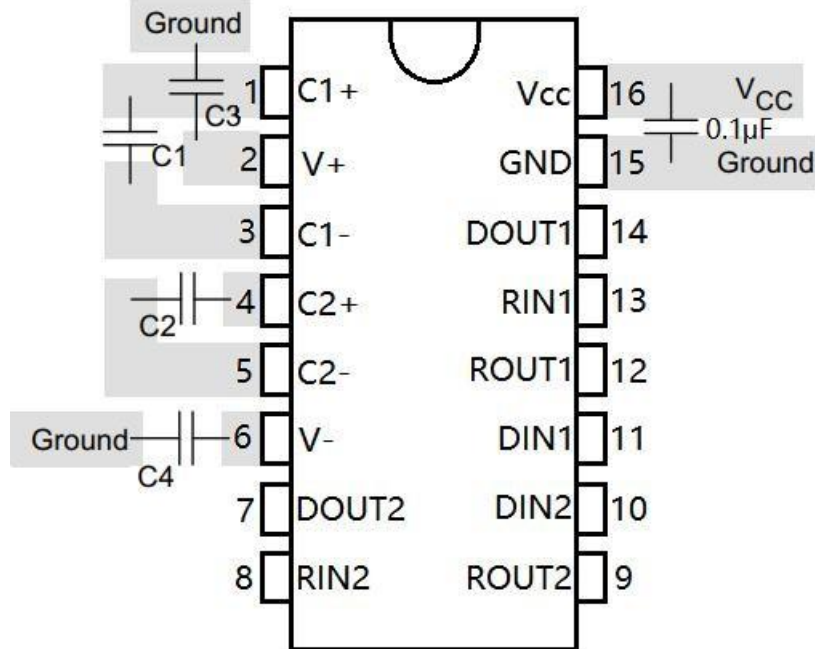 Ground
1 C1+ Vcc 16 VCC
C3
C1 0.1µF
2 V+ GND 15 Ground
3 C1- DOUT1 14
4 C2+ RIN1 13
C2
5 C2- ROUT1 12
Ground 6 V- DIN1 11
C4
7 DOUT2 DIN2 10
8 RIN2 ROUT2 9